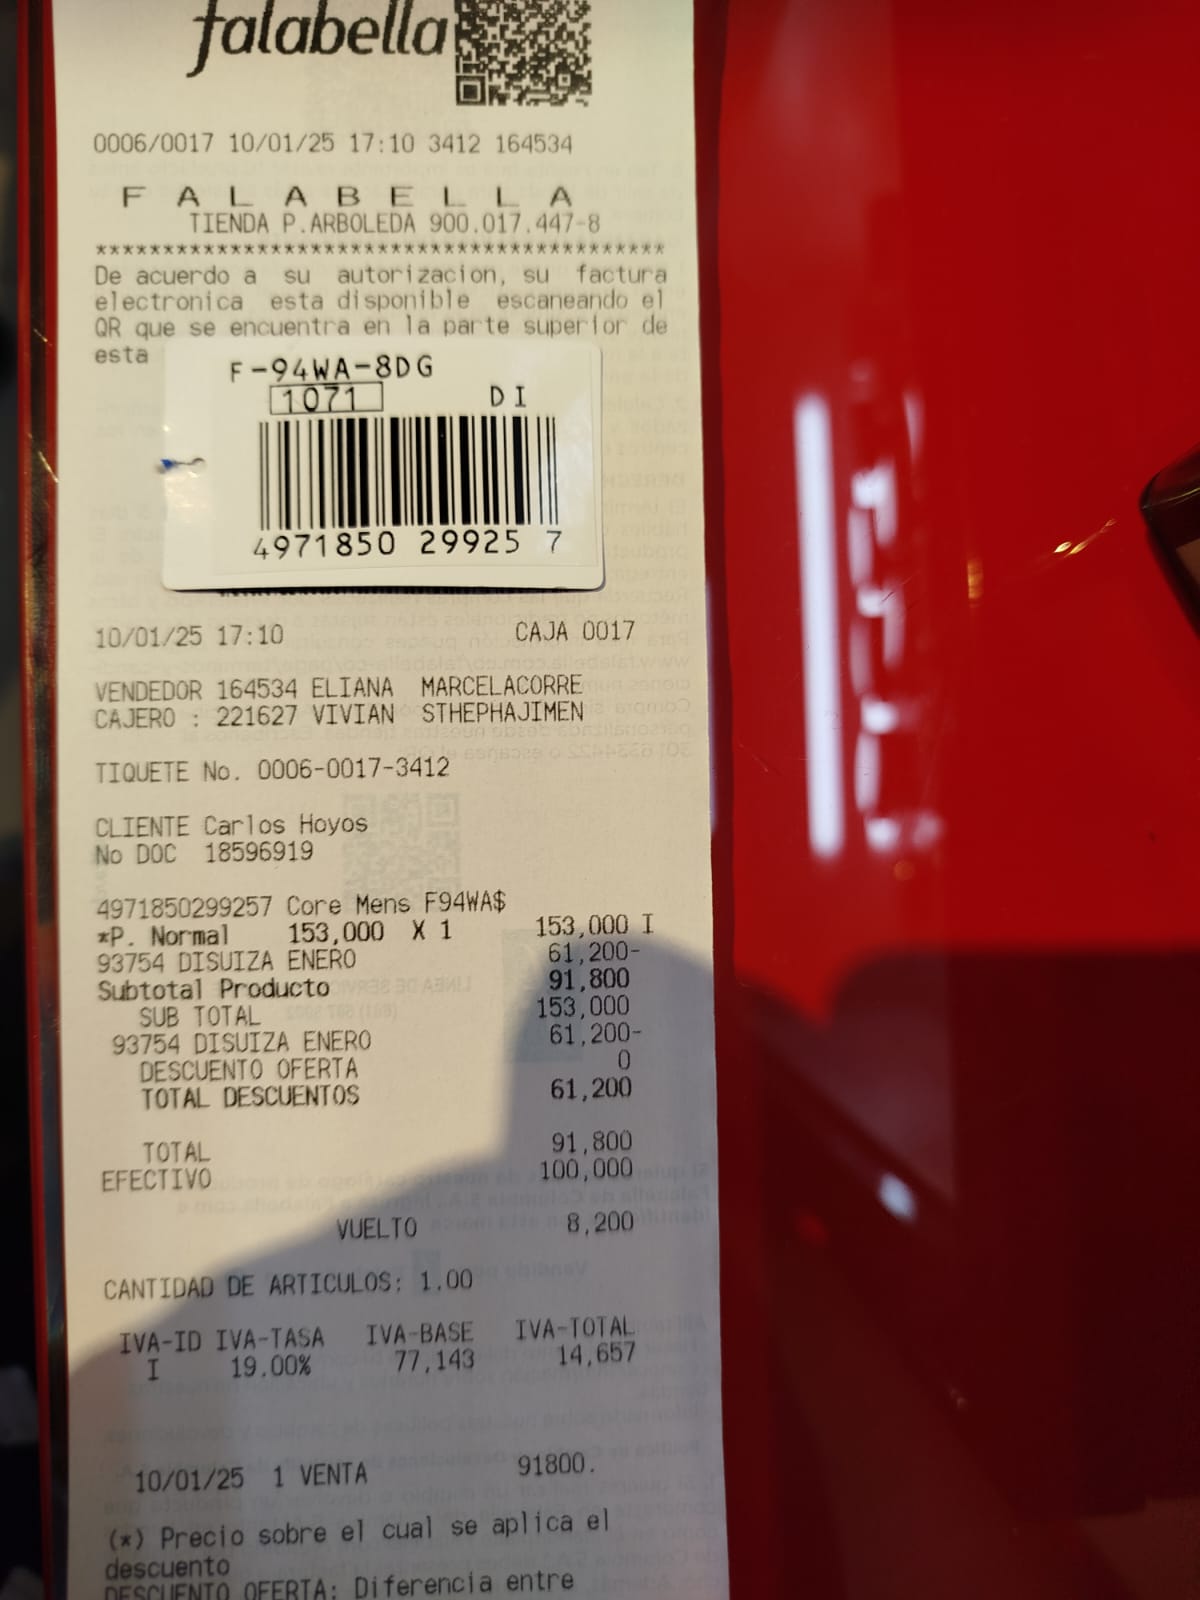 falabella
0006/0017 10/01/25 17:10 3412 164534
F A L A B E L L A
TIENDA P.ARBOLEDA 900.017.447-8
******************************************
De acuerdo a su autorizacion, su factura
electronica esta disponible escaneando el
QR que se encuentra en la parte superior de
esta
F-94WA-8DG
1071 DI
4971850 29925 7
10/01/25 17:10 CAJA 0017
VENDEDOR 164534 ELIANA MARCELACORRE
CAJERO : 221627 VIVIAN STHEPHAJIMEN
TIQUETE No. 0006-0017-3412
CLIENTE Carlos Hoyos
No DOC 18596919
4971850299257 Core Mens F94WA$
*P. Normal 153,000 X 1 153,000 I
93754 DISUIZA ENERO 61,200-
Subtotal Producto 91,800
SUB TOTAL 153,000
93754 DISUIZA ENERO 61,200-
DESCUENTO OFERTA 0
TOTAL DESCUENTOS 61,200
TOTAL 91,800
EFECTIVO 100,000
VUELTO 8,200
CANTIDAD DE ARTICULOS: 1.00
IVA-ID IVA-TASA IVA-BASE IVA-TOTAL
I 19.00% 77,143 14,657
10/01/25 1 VENTA 91800.
(*) Precio sobre el cual se aplica el
descuento
DESCUENTO OFERTA: Diferencia entre